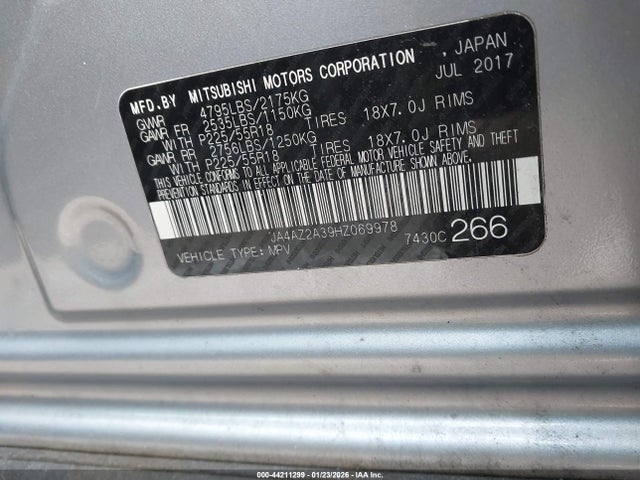 MFD.BY MITSUBISHI MOTORS CORPORATION , JAPAN
JUL 2017
GVWR 4795LBS/2175KG
GAWR FR 2535LBS/1150KG
WITH P225/55R18 TIRES 18X7.0J RIMS
GAWR RR 2756LBS/1250KG
WITH P225/55R18 TIRES 18X7.0J RIMS
THIS VEHICLE CONFORMS TO ALL APPLICABLE FEDERAL MOTOR VEHICLE SAFETY AND THEFT
PREVENTION STANDARDS IN EFFECT ON THE DATE OF MANUFACTURE SHOWN ABOVE.
JA4AZ2A39HZ069978
7430C 266
VEHICLE TYPE: MPV
000-44211299 - 01/23/2026 - IAA Inc.